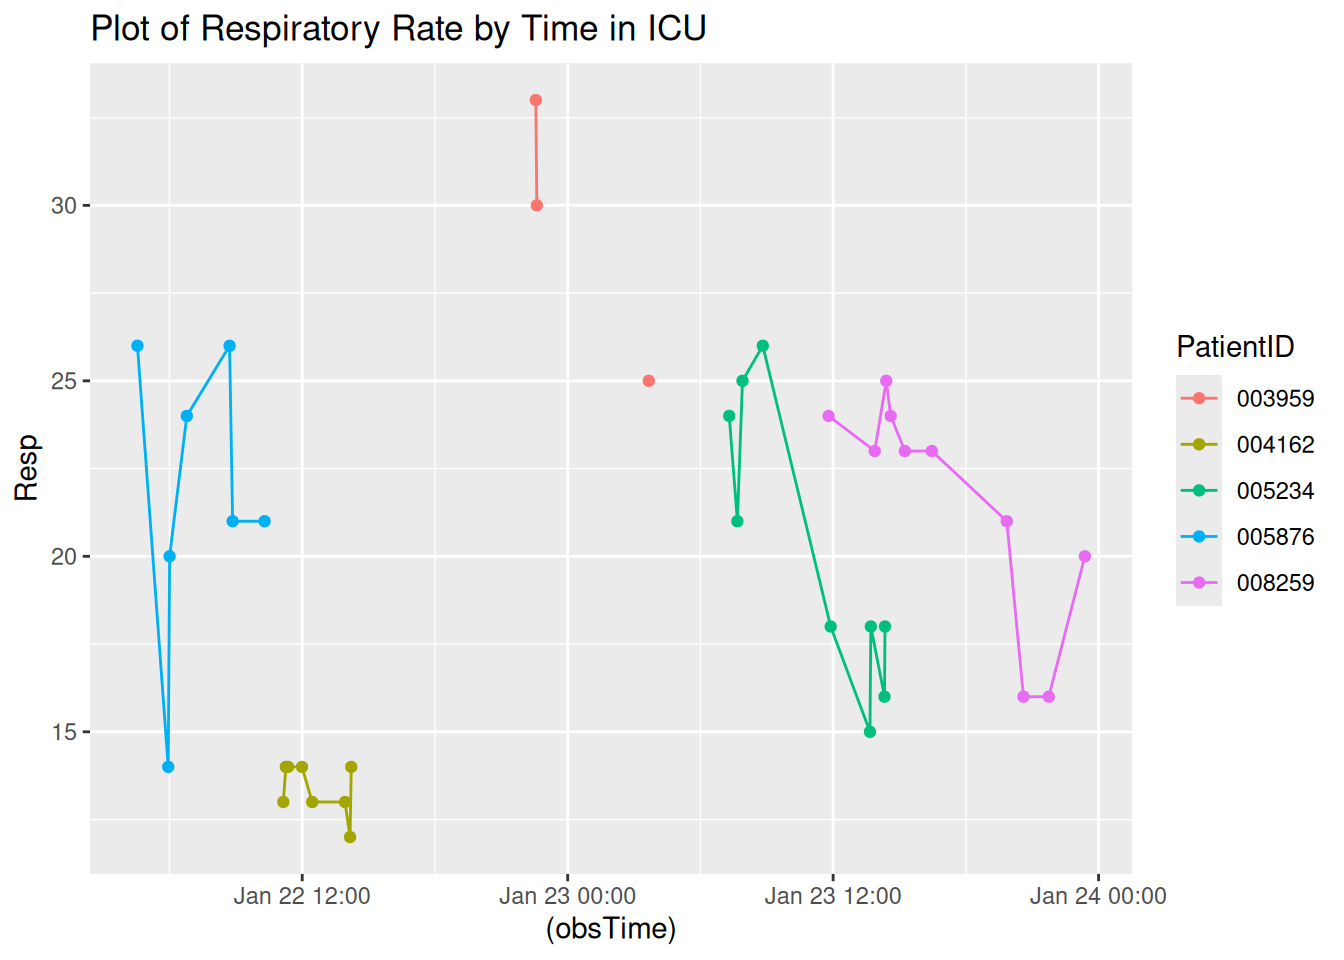 Plot of Respiratory Rate by Time in ICU
30
25
20
15
Resp
Jan 22 12:00
Jan 23 00:00
Jan 23 12:00
Jan 24 00:00
(obsTime)
PatientID
003959
004162
005234
005876
008259